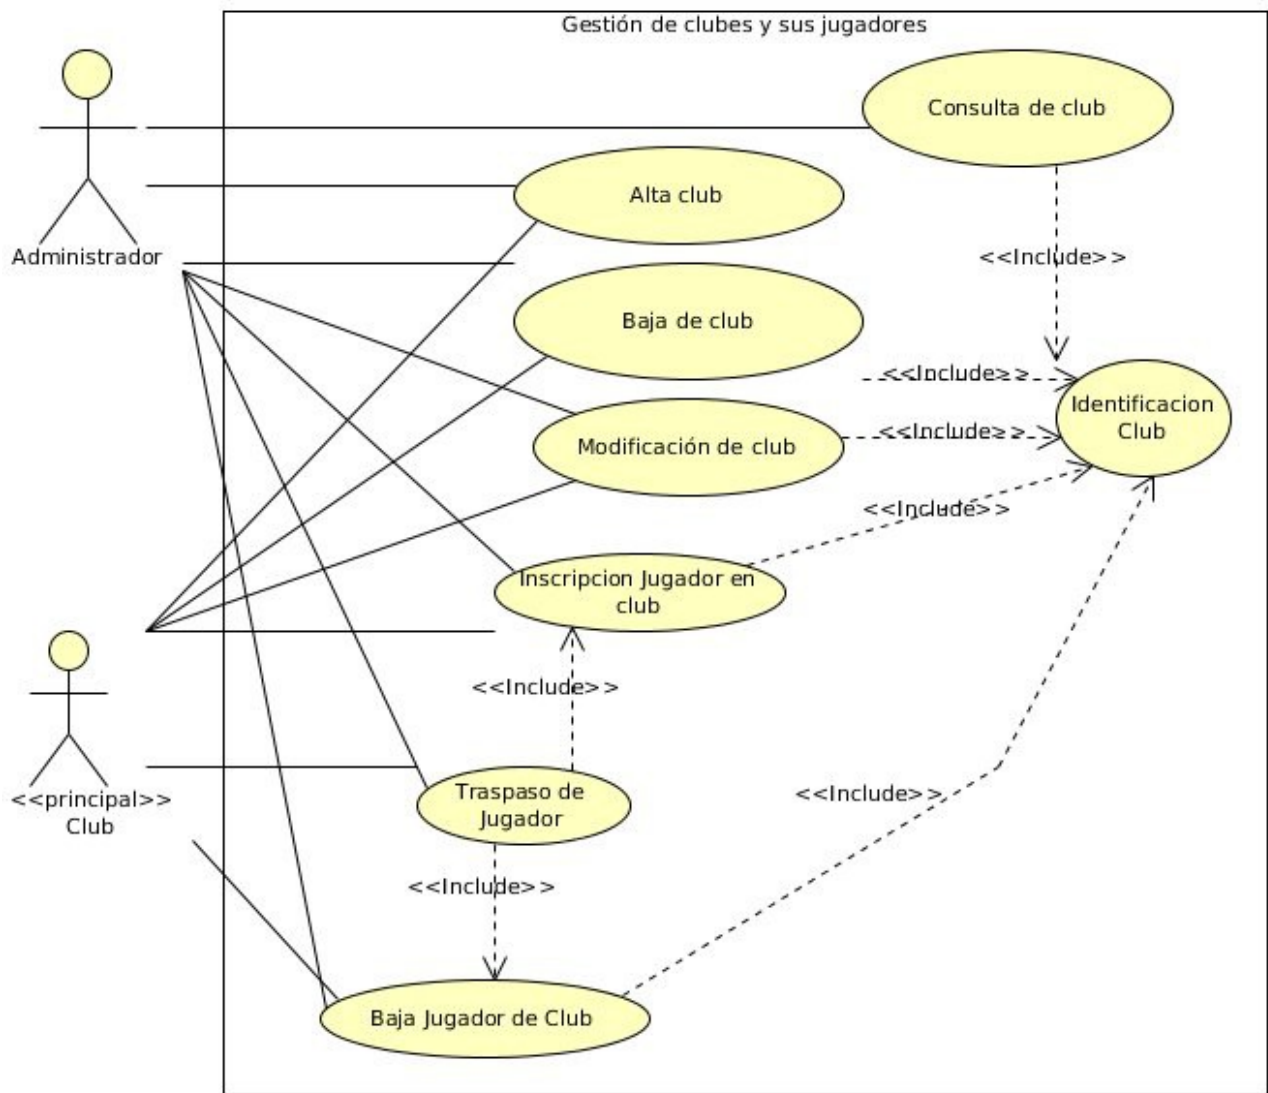 Gestión de clubes y sus jugadores
Consulta de club
Alta club
Administrador
<<Include>>
Baja de club
<<Include>>
Identificacion
Club
<<Include>>
Modificación de club
<<Include>>
Inscripcion Jugador en
club
<<Include>>
Traspaso de
Jugador
<<principal>>
Club
<<Include>>
<<Include>>
Baja Jugador de Club